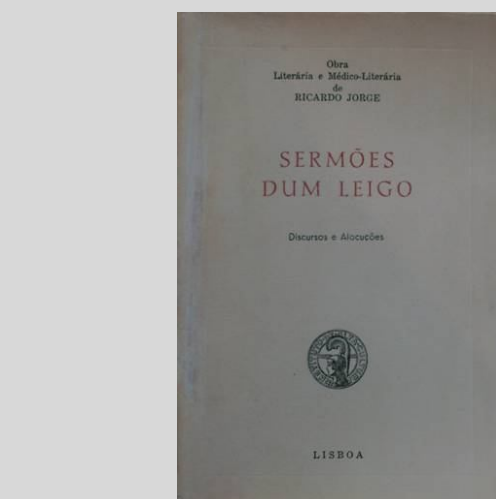 Obra
Literária e Médico-Literária
de
RICARDO JORGE
SERMÕES
DUM LEIGO
Discursos e Alocuções
LISBOA